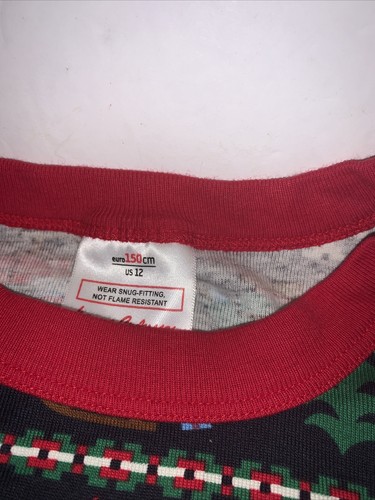 euro150cm
US 12
WEAR SNUG-FITTING,
NOT FLAME RESISTANT